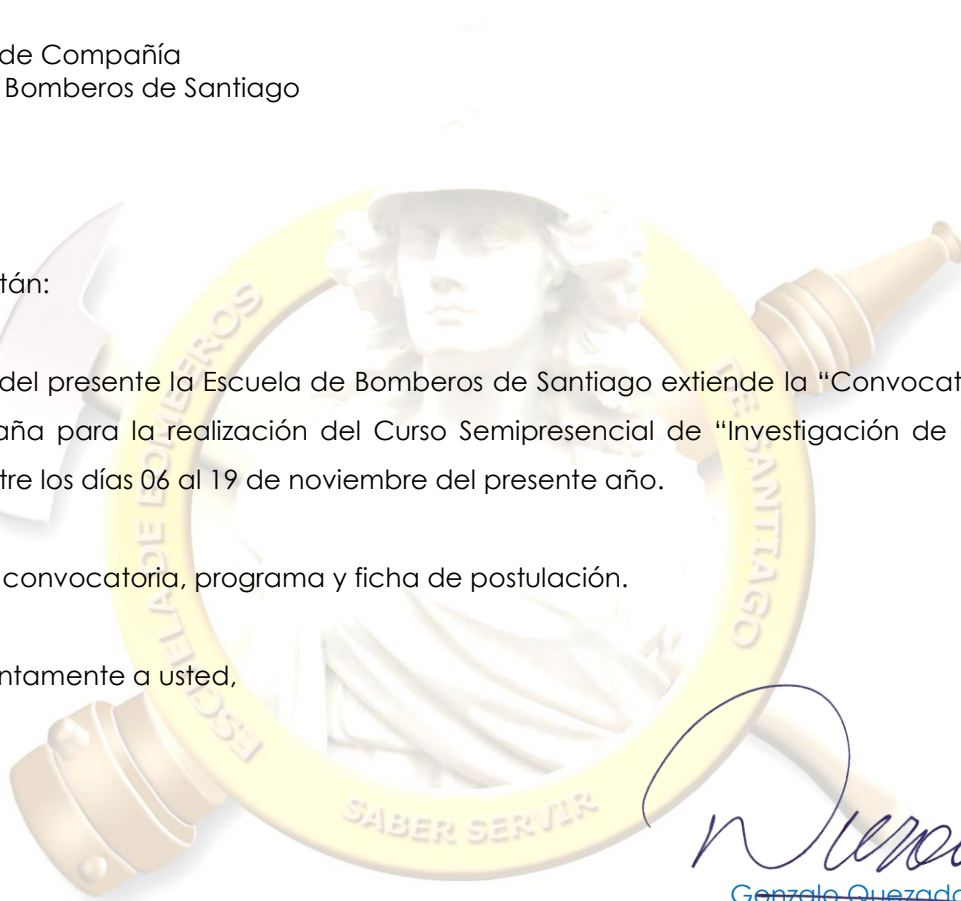 de Compañía
Bomberos de Santiago
tán:
del presente la Escuela de Bomberos de Santiago extiende la “Convocat
aña para la realización del Curso Semipresencial de “Investigación de
tre los días 06 al 19 de noviembre del presente año.
convocatoria, programa y ficha de postulación.
ntamente a usted,
ESCUELA DE BOMBEROS
DE SANTIAGO
SABER SERVIR
Gonzalo Quezada